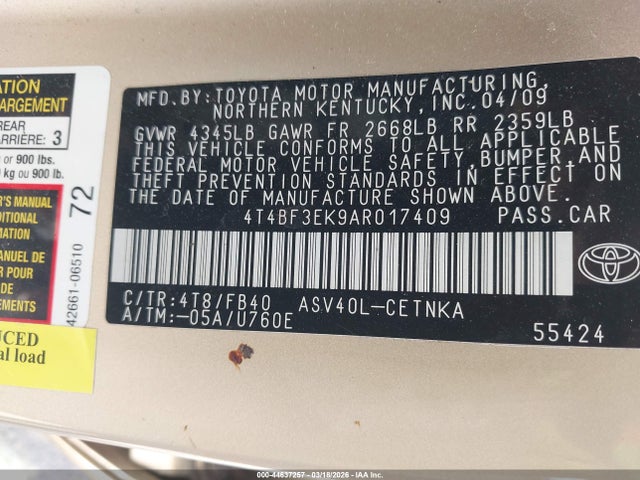 ATION
ARGEMENT
REAR
ARRIÈRE: 3
or 900 lbs.
kg ou 900 lb.
R'S MANUAL
DITIONAL
RMATION
R DE
POUR
DE
72
42661-06510
UCED
al load
MFD.BY:TOYOTA MOTOR MANUFACTURING,
NORTHERN KENTUCKY,INC.04/09
GVWR 4345LB GAWR FR 2668LB RR 2359LB
THIS VEHICLE CONFORMS TO ALL APPLICABLE
FEDERAL MOTOR VEHICLE SAFETY,BUMPER,AND
THEFT PREVENTION STANDARDS IN EFFECT ON
THE DATE OF MANUFACTURE SHOWN ABOVE.
4T4BF3EK9AR017409 PASS.CAR
TOYOTA
C/TR:4T8/FB40 ASV40L-CETNKA
A/TM:-05A/U760E
55424
000-44637267 - 03/18/2026 - IAA Inc.